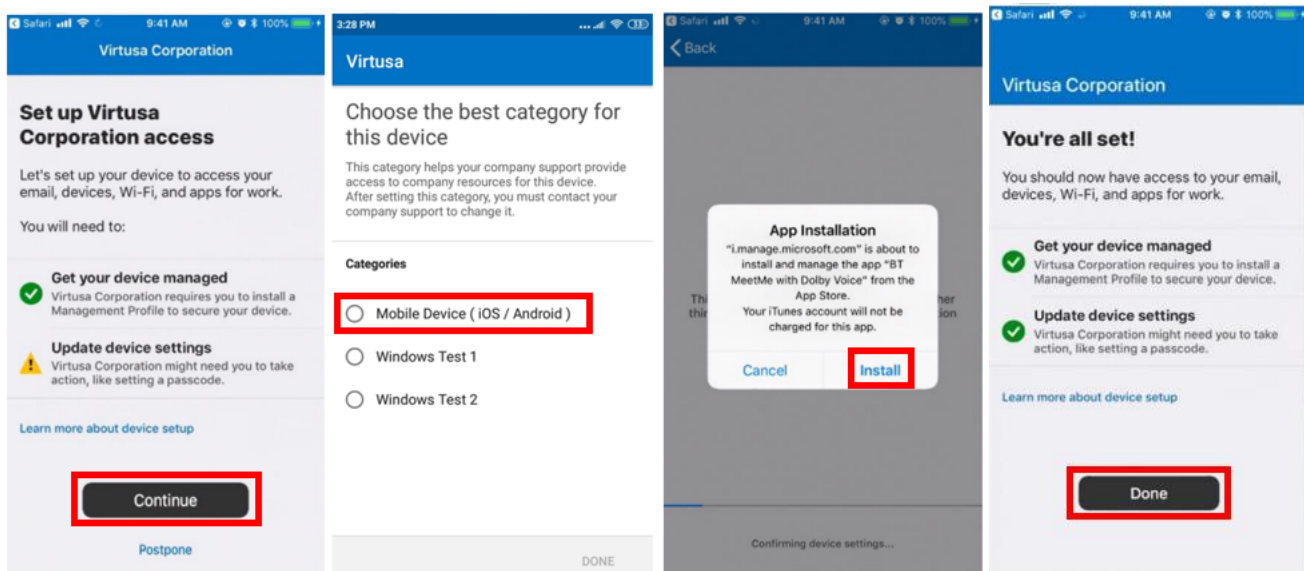 Safari 9:41 AM 100%
Virtusa Corporation
Set up Virtusa
Corporation access
Let's set up your device to access your
email, devices, Wi-Fi, and apps for work.
You will need to:
Get your device managed
Virtusa Corporation requires you to install a
Management Profile to secure your device.
Update device settings
Virtusa Corporation might need you to take
action, like setting a passcode.
Learn more about device setup
Continue
Postpone
3:28 PM
Virtusa
Choose the best category for
this device
This category helps your company support provide
access to company resources for this device.
After setting this category, you must contact your
company support to change it.
Categories
Mobile Device ( iOS / Android )
Windows Test 1
Windows Test 2
DONE
Safari 9:41 AM 100%
Back
App Installation
"i.manage.microsoft.com" is about to
install and manage the app "BT
MeetMe with Dolby Voice" from the
App Store.
Your iTunes account will not be
charged for this app.
Cancel Install
Confirming device settings...
Safari 9:41 AM 100%
Virtusa Corporation
You're all set!
You should now have access to your email,
devices, Wi-Fi, and apps for work.
Get your device managed
Virtusa Corporation requires you to install a
Management Profile to secure your device.
Update device settings
Virtusa Corporation might need you to take
action, like setting a passcode.
Learn more about device setup
Done